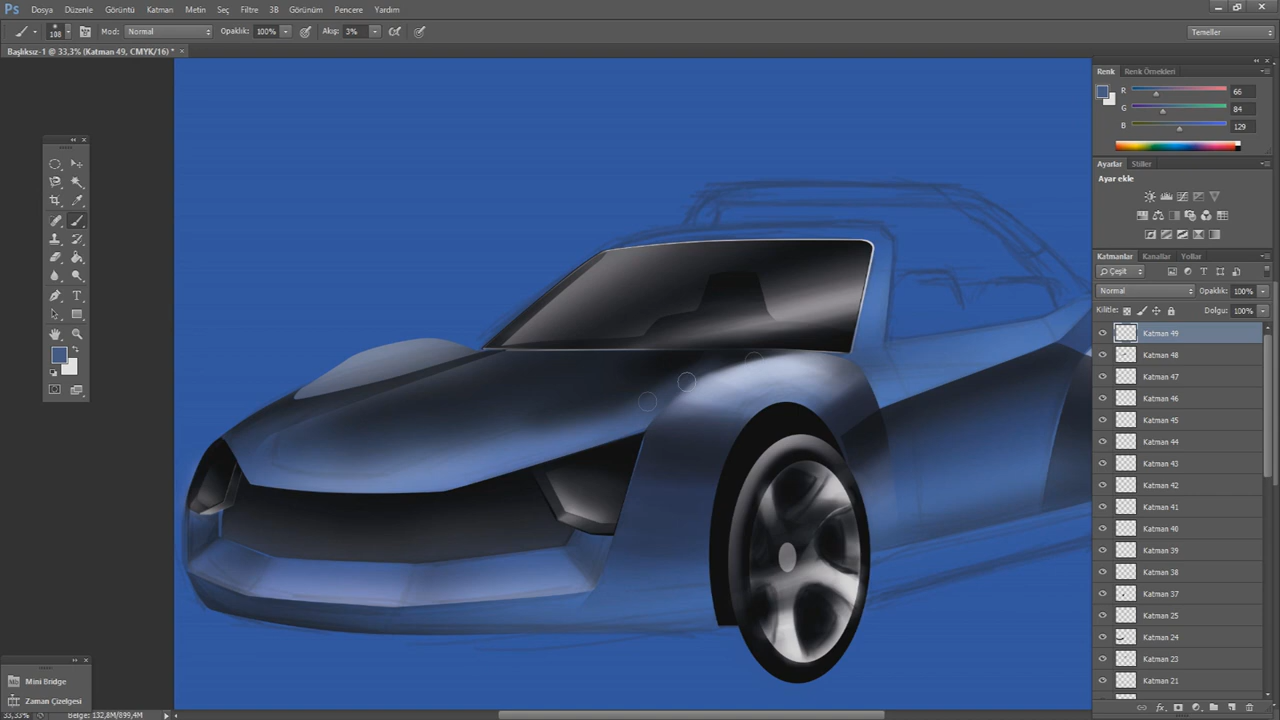 Ps Dosya Düzenle Görüntü Katman Metin Seç Filtre 3B Görünüm Pencere Yardım
108 Mod: Normal Opaklık: 100% Akış: 3% Temeller
Başlıksız-1 @ 33,3% (Katman 49, CMYK/16) *
Renk Renk Örnekleri
R 66
G 84
B 129
Ayarlar Stiller
Ayar ekle
Katmanlar Kanallar Yollar
Çeşit
Normal Opaklık: 100%
Kilitle: Dolgu: 100%
Katman 49
Katman 48
Katman 47
Katman 46
Katman 45
Katman 44
Katman 43
Katman 42
Katman 41
Katman 40
Katman 39
Katman 38
Katman 37
Katman 25
Katman 24
Katman 23
Katman 21
Mini Bridge
Zaman Çizelgesi
33,33% Belge: 132,8M/899,4M